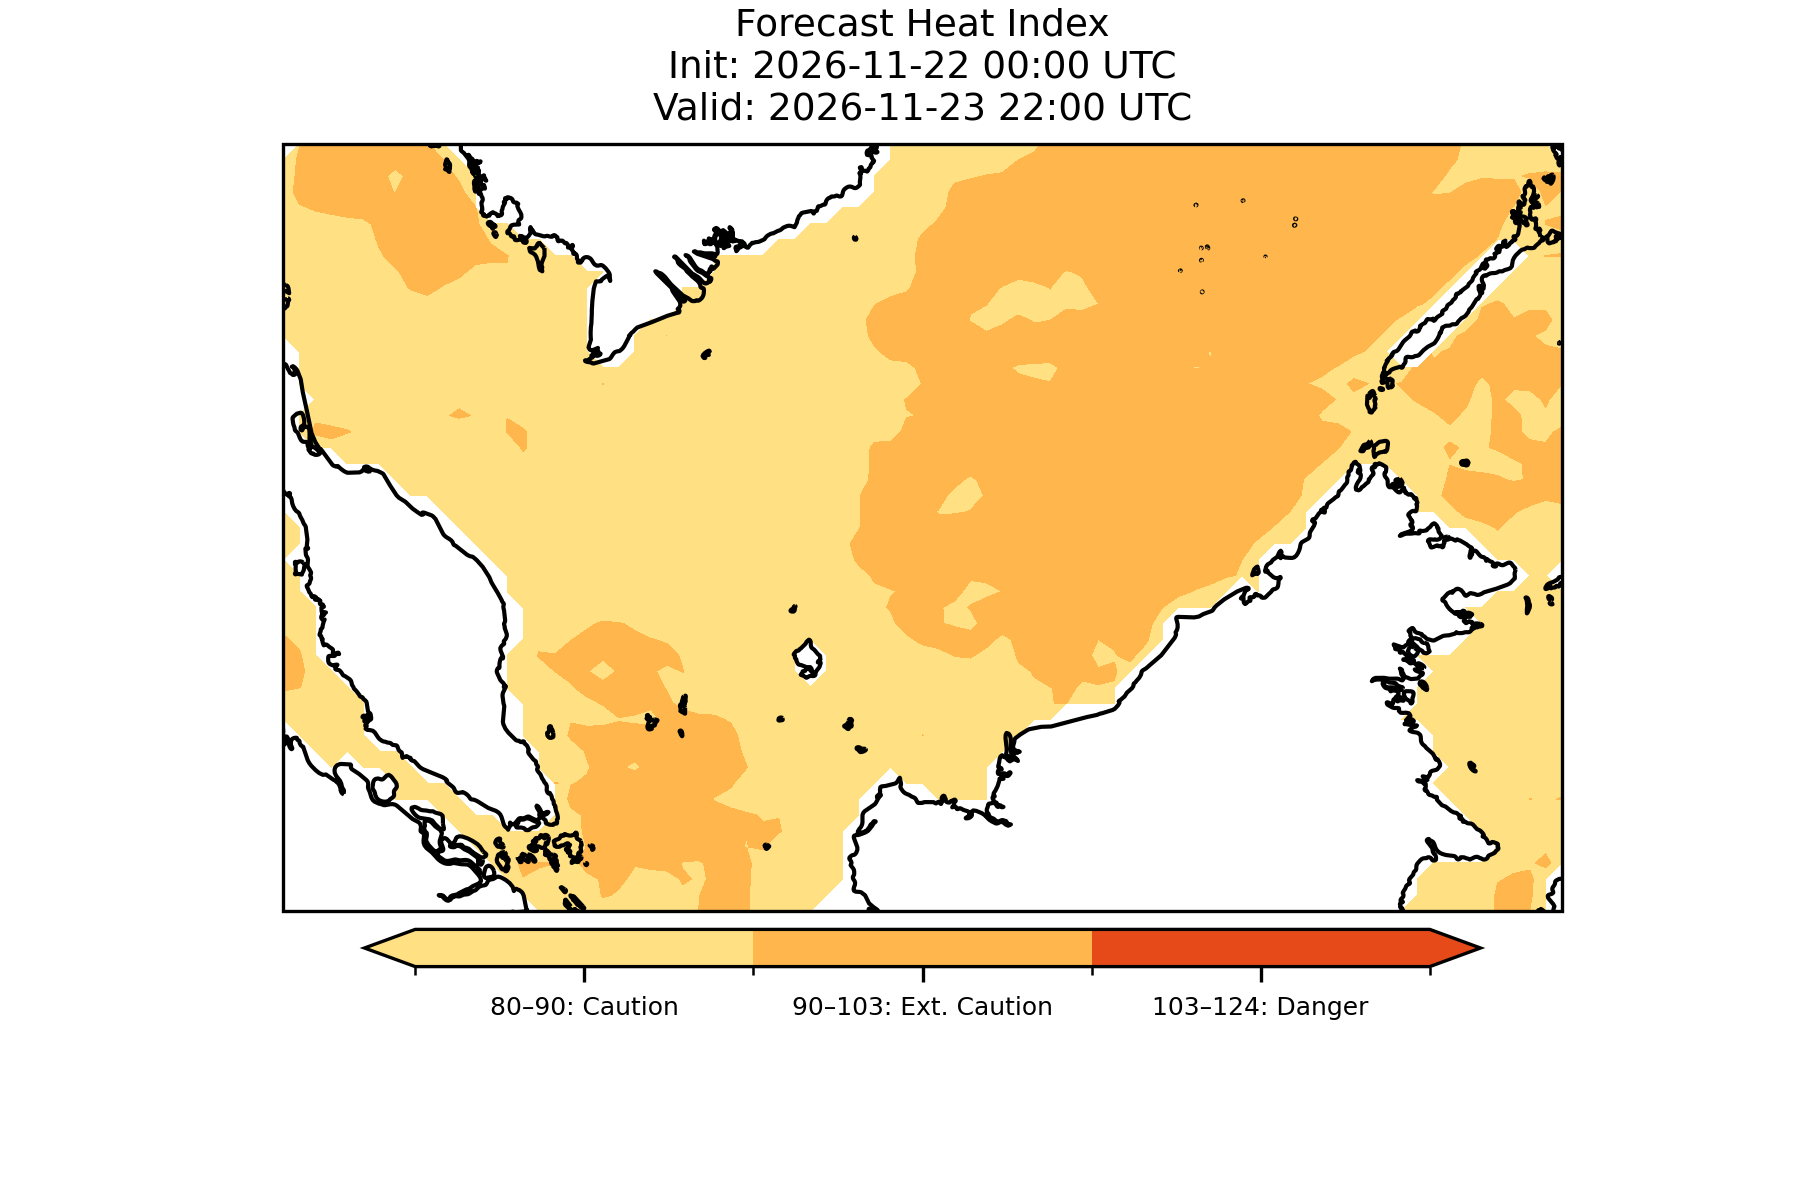 Forecast Heat Index
Init: 2026-11-22 00:00 UTC
Valid: 2026-11-23 22:00 UTC
80–90: Caution
90–103: Ext. Caution
103–124: Danger